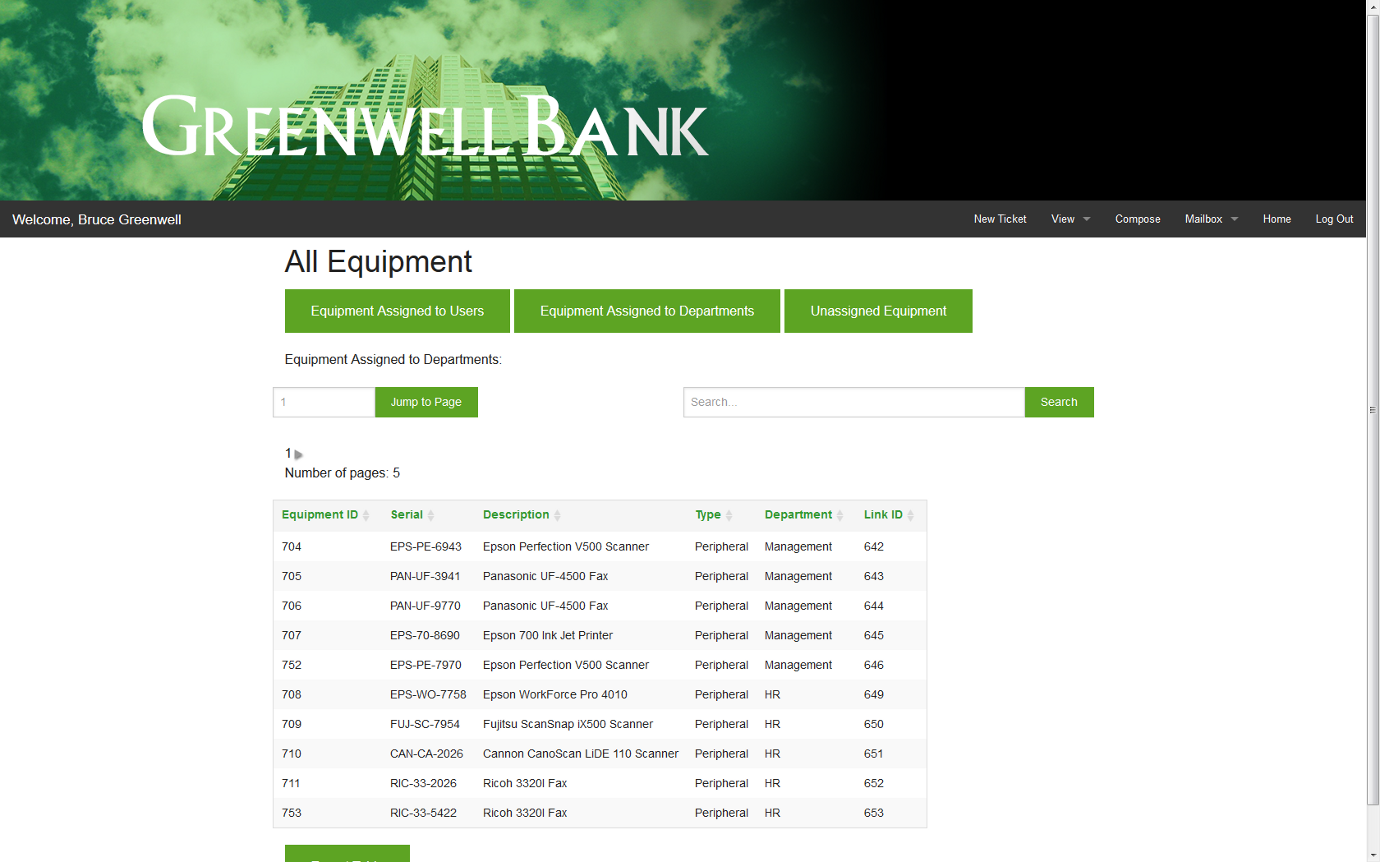 GREENWELL BANK
Welcome, Bruce Greenwell
New Ticket View Compose Mailbox Home Log Out
All Equipment
Equipment Assigned to Users Equipment Assigned to Departments Unassigned Equipment
Equipment Assigned to Departments:
1 Jump to Page Search... Search
1
Number of pages: 5
Equipment ID Serial Description Type Department Link ID
704 EPS-PE-6943 Epson Perfection V500 Scanner Peripheral Management 642
705 PAN-UF-3941 Panasonic UF-4500 Fax Peripheral Management 643
706 PAN-UF-9770 Panasonic UF-4500 Fax Peripheral Management 644
707 EPS-70-8690 Epson 700 Ink Jet Printer Peripheral Management 645
752 EPS-PE-7970 Epson Perfection V500 Scanner Peripheral Management 646
708 EPS-WO-7758 Epson WorkForce Pro 4010 Peripheral HR 649
709 FUJ-SC-7954 Fujitsu ScanSnap iX500 Scanner Peripheral HR 650
710 CAN-CA-2026 Cannon CanoScan LiDE 110 Scanner Peripheral HR 651
711 RIC-33-2026 Ricoh 3320l Fax Peripheral HR 652
753 RIC-33-5422 Ricoh 3320l Fax Peripheral HR 653